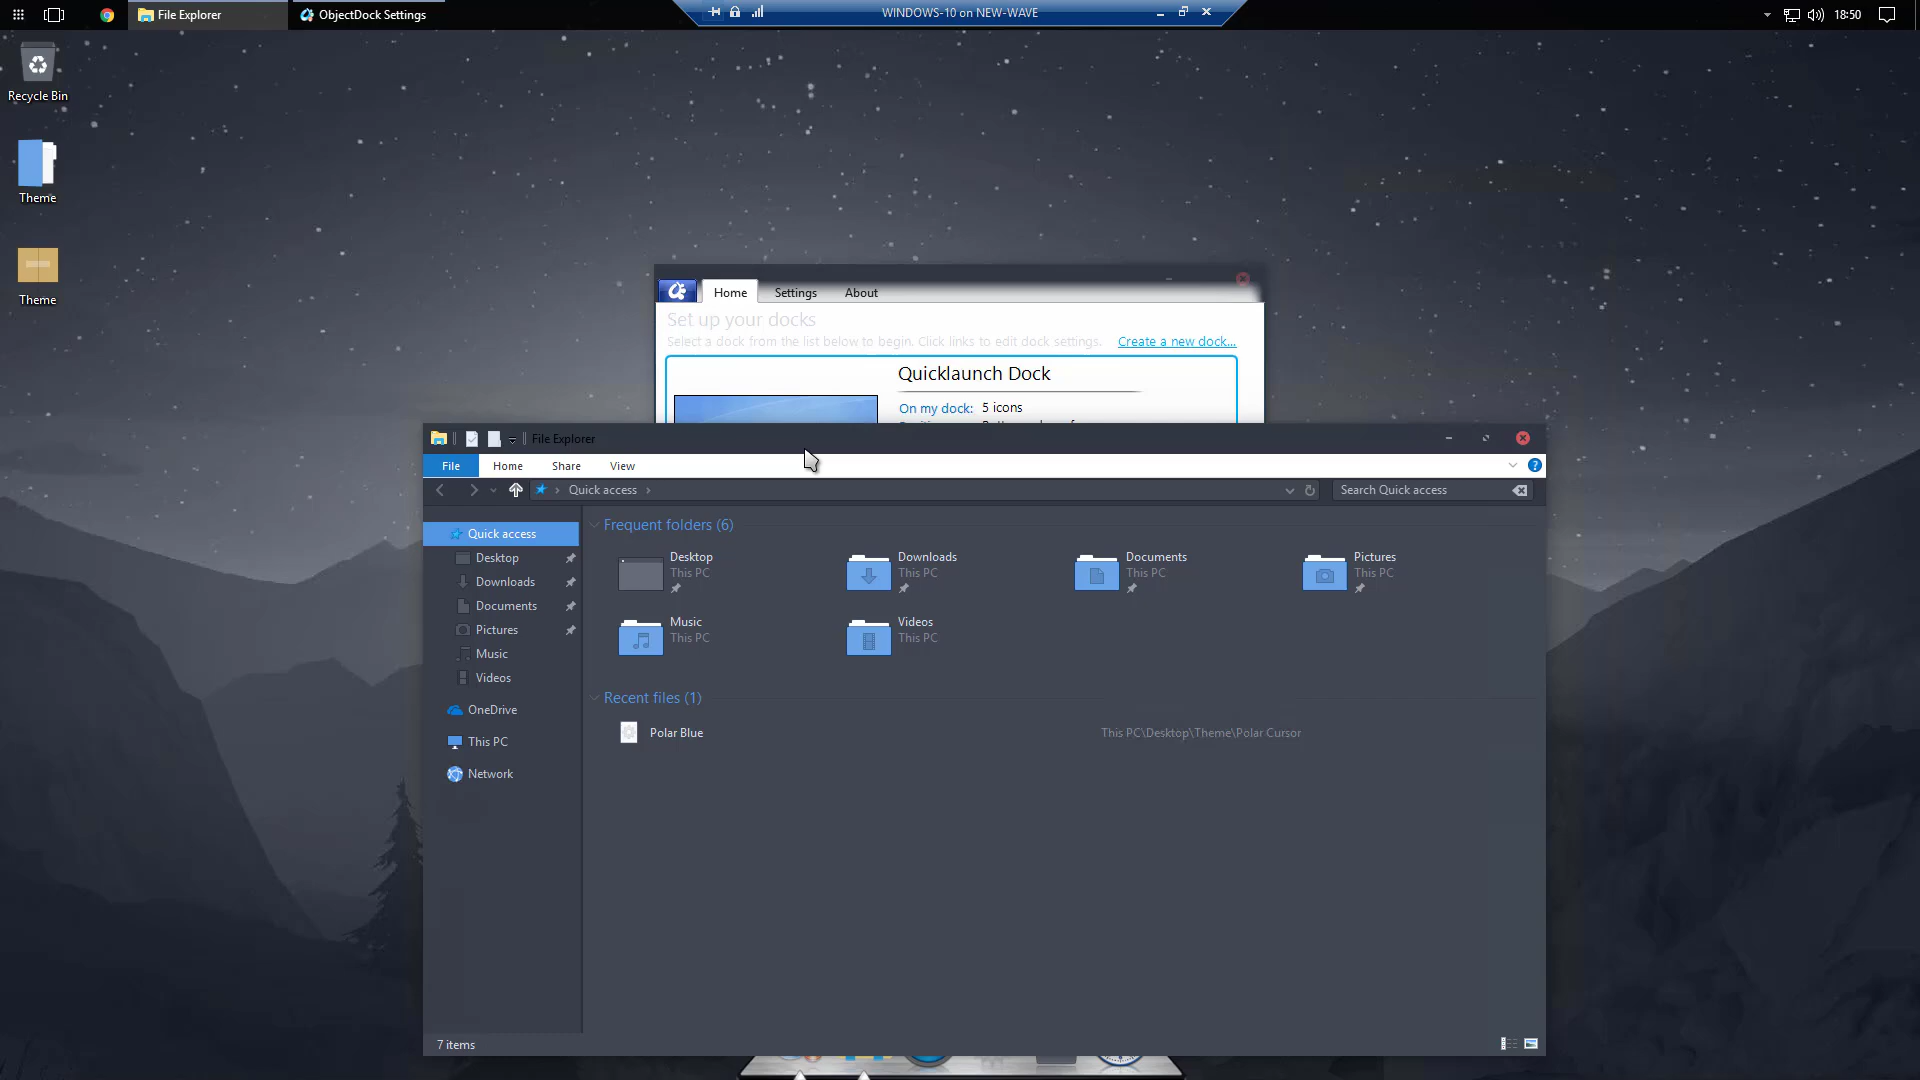 File Explorer
ObjectDock Settings
WINDOWS-10 on NEW-WAVE
18:50
Recycle Bin
Theme
Theme
Home Settings About
Set up your docks
Select a dock from the list below to begin. Click links to edit dock settings. Create a new dock...
Quicklaunch Dock
On my dock: 5 icons
File Explorer
File Home Share View
Quick access
Search Quick access
Quick access
Desktop
Downloads
Documents
Pictures
Music
Videos
OneDrive
This PC
Network
Frequent folders (6)
Desktop
This PC
Downloads
This PC
Documents
This PC
Pictures
This PC
Music
This PC
Videos
This PC
Recent files (1)
Polar Blue This PC\Desktop\Theme\Polar Cursor
7 items